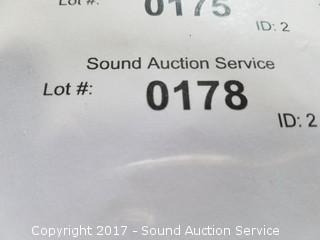 Lot #: 0175
ID: 2
Sound Auction Service
Lot #: 0178
ID: 2
Copyright 2017 - Sound Auction Service